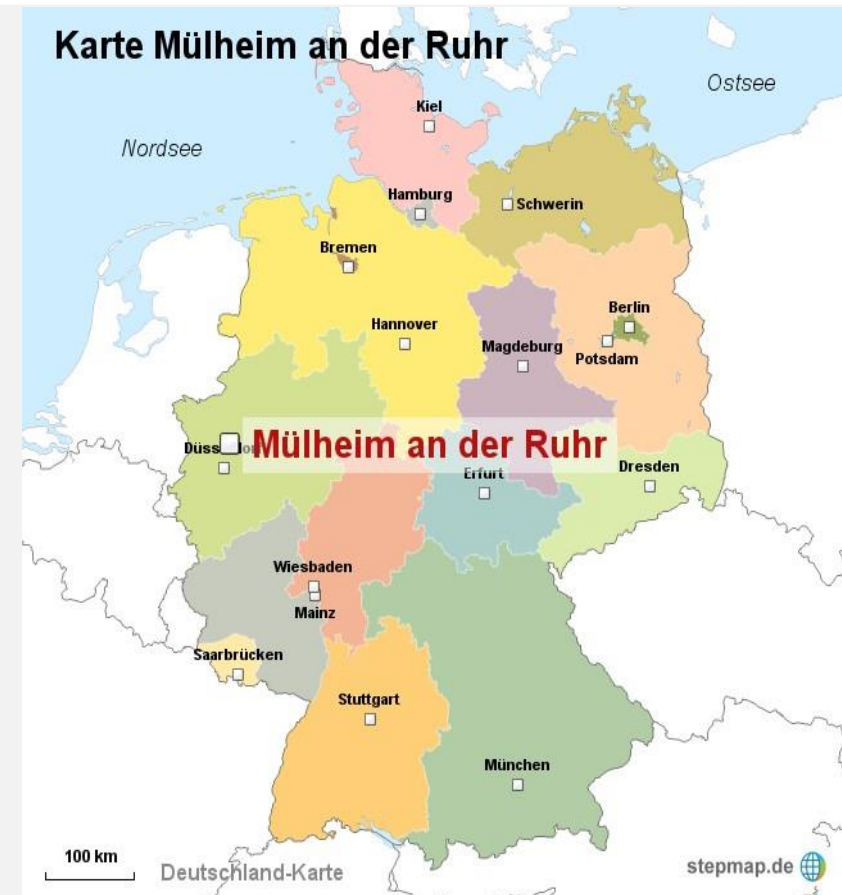 Karte Mülheim an der Ruhr
Ostsee
Nordsee
Kiel
Hamburg
Schwerin
Bremen
Berlin
Hannover
Potsdam
Magdeburg
Mülheim an der Ruhr
Dresden
Erfurt
Wiesbaden
Mainz
Saarbrücken
Stuttgart
München
100 km
Deutschland-Karte
stepmap.de